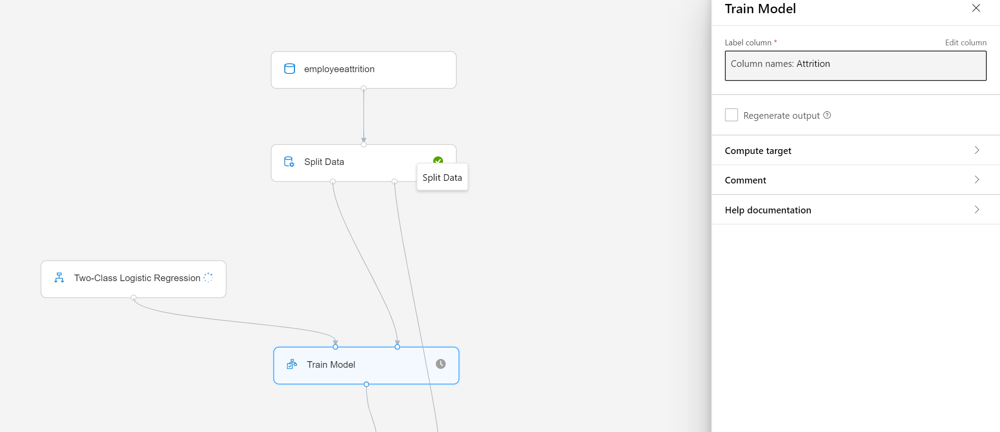 employeeattrition
Split Data
Split Data
Two-Class Logistic Regression
Train Model
Train Model
Label column *
Edit column
Column names: Attrition
Regenerate output
Compute target
Comment
Help documentation